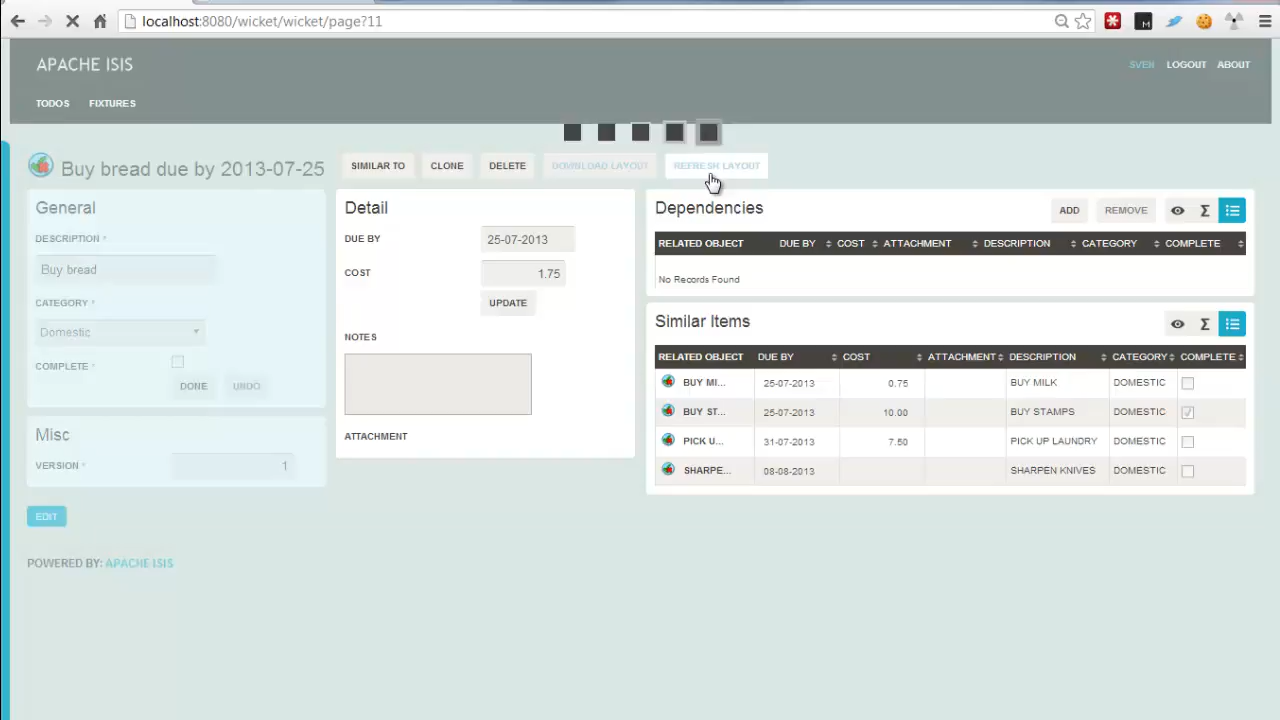 localhost:8080/wicket/wicket/page?11
APACHE ISIS
SVEN LOGOUT ABOUT
TODOS FIXTURES
Buy bread due by 2013-07-25
SIMILAR TO CLONE DELETE DOWNLOAD LAYOUT REFRESH LAYOUT
General
DESCRIPTION *
Buy bread
CATEGORY *
Domestic
COMPLETE *
DONE UNDO
Misc
VERSION *
1
EDIT
POWERED BY: APACHE ISIS
Detail
DUE BY
25-07-2013
COST
1.75
UPDATE
NOTES
ATTACHMENT
Dependencies
ADD REMOVE Σ
RELATED OBJECT DUE BY COST ATTACHMENT DESCRIPTION CATEGORY COMPLETE
No Records Found
Similar Items
Σ
RELATED OBJECT DUE BY COST ATTACHMENT DESCRIPTION CATEGORY COMPLETE
BUY MI... 25-07-2013 0.75 BUY MILK DOMESTIC
BUY ST... 25-07-2013 10.00 BUY STAMPS DOMESTIC
PICK U... 31-07-2013 7.50 PICK UP LAUNDRY DOMESTIC
SHARPE... 08-08-2013 SHARPEN KNIVES DOMESTIC